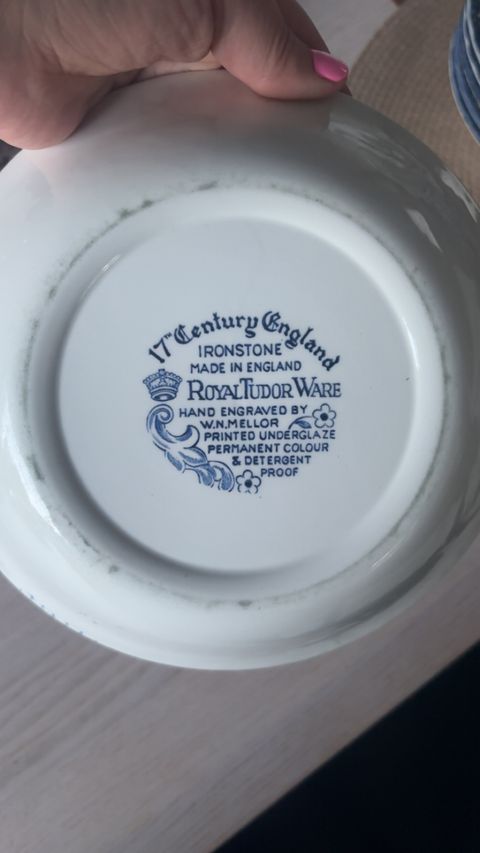 17th Century England
IRONSTONE
MADE IN ENGLAND
ROYAL TUDOR WARE
HAND ENGRAVED BY
W.N.MELLOR
PRINTED UNDERGLAZE
PERMANENT COLOUR
& DETERGENT
PROOF